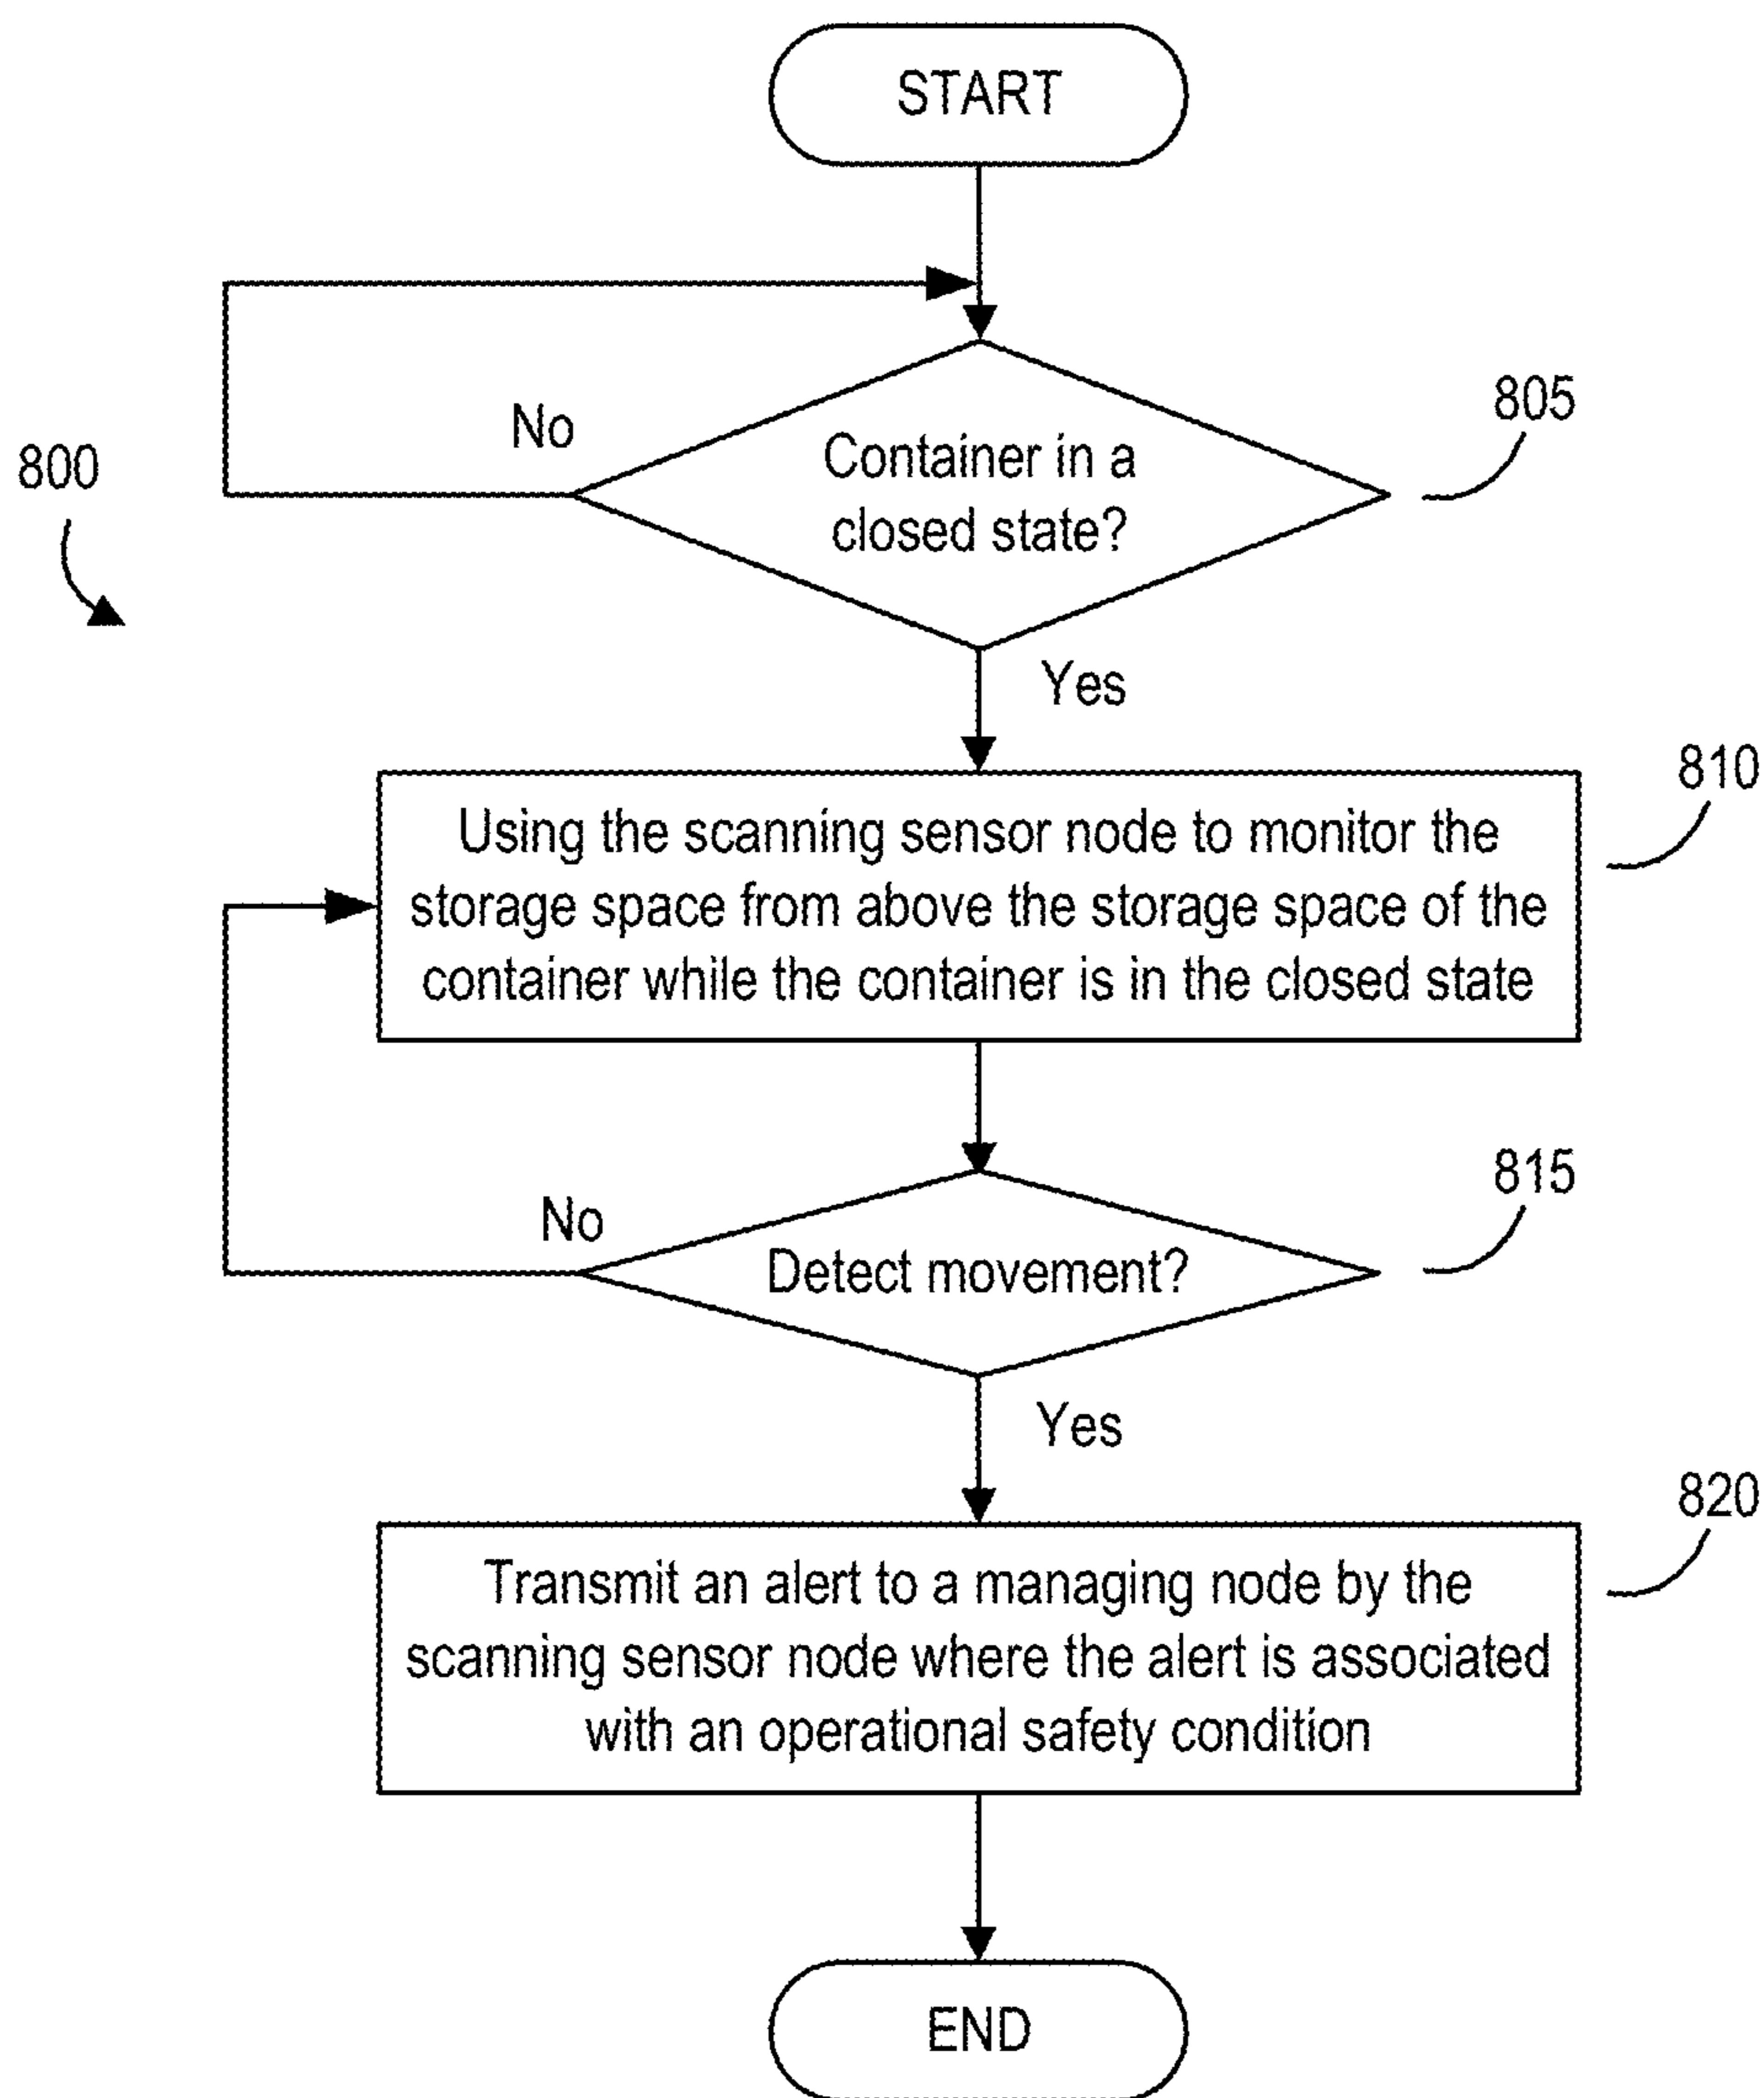 START
No
805
800
Container in a
closed state?
Yes
810
Using the scanning sensor node to monitor the
storage space from above the storage space of the
container while the container is in the closed state
815
No
Detect movement?
Yes
820
Transmit an alert to a managing node by the
scanning sensor node where the alert is associated
with an operational safety condition
END